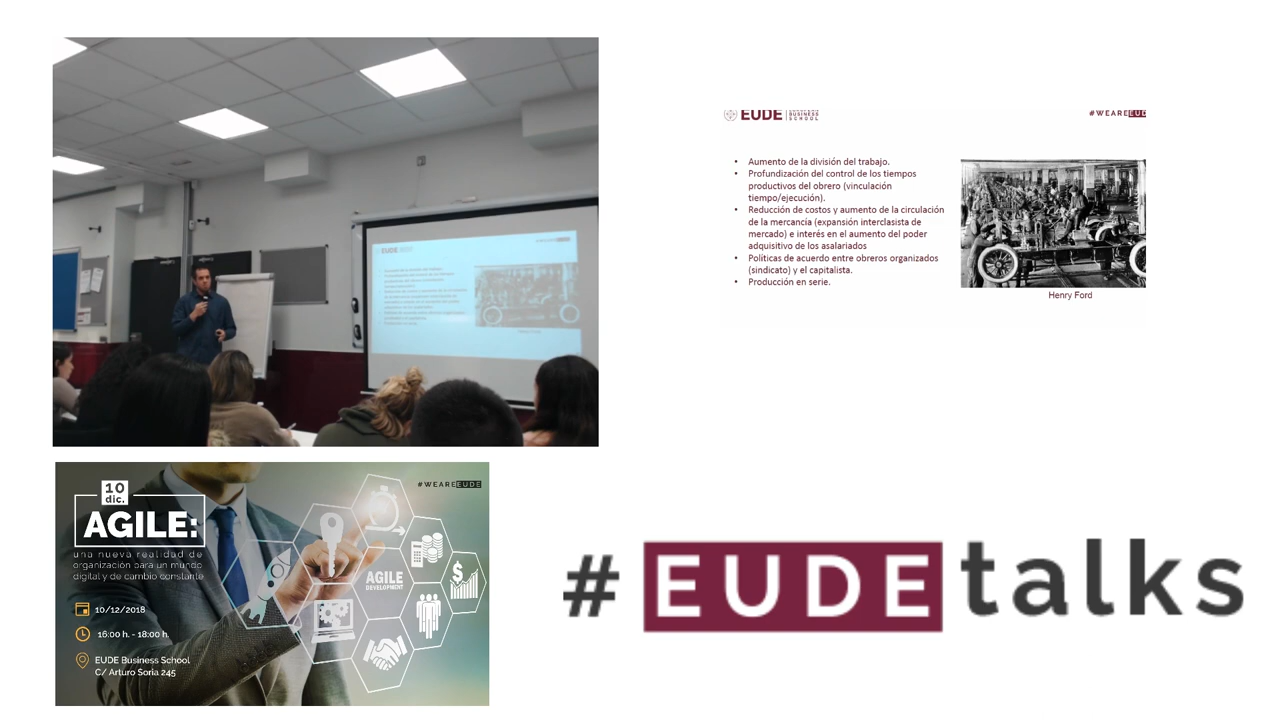 EUDE BUSINESS SCHOOL
#WEAREEUDE
• Aumento de la división del trabajo.
• Profundización del control de los tiempos
productivos del obrero (vinculación
tiempo/ejecución).
• Reducción de costos y aumento de la circulación
de la mercancía (expansión interclasista de
mercado) e interés en el aumento del poder
adquisitivo de los asalariados
• Políticas de acuerdo entre obreros organizados
(sindicato) y el capitalista.
• Producción en serie.
Henry Ford
EUDE
10
dic.
AGILE:
una nueva realidad de
organización para un mundo
digital y de cambio constante
10/12/2018
16:00 h. - 18:00 h.
EUDE Business School
C/ Arturo Soria 245
#WEAREEUDE
AGILE
DEVELOPMENT
#EUDEtalks